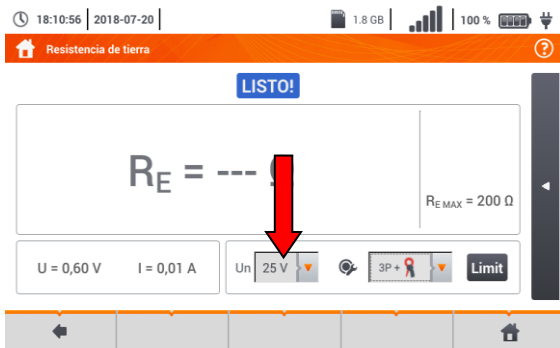 18:10:56 2018-07-20 1.8 GB 100 %
Resistencia de tierra ?
LISTO!
RE = ---
RE MAX = 200 Ω
U = 0,60 V I = 0,01 A Un 25 V 3P + Limit